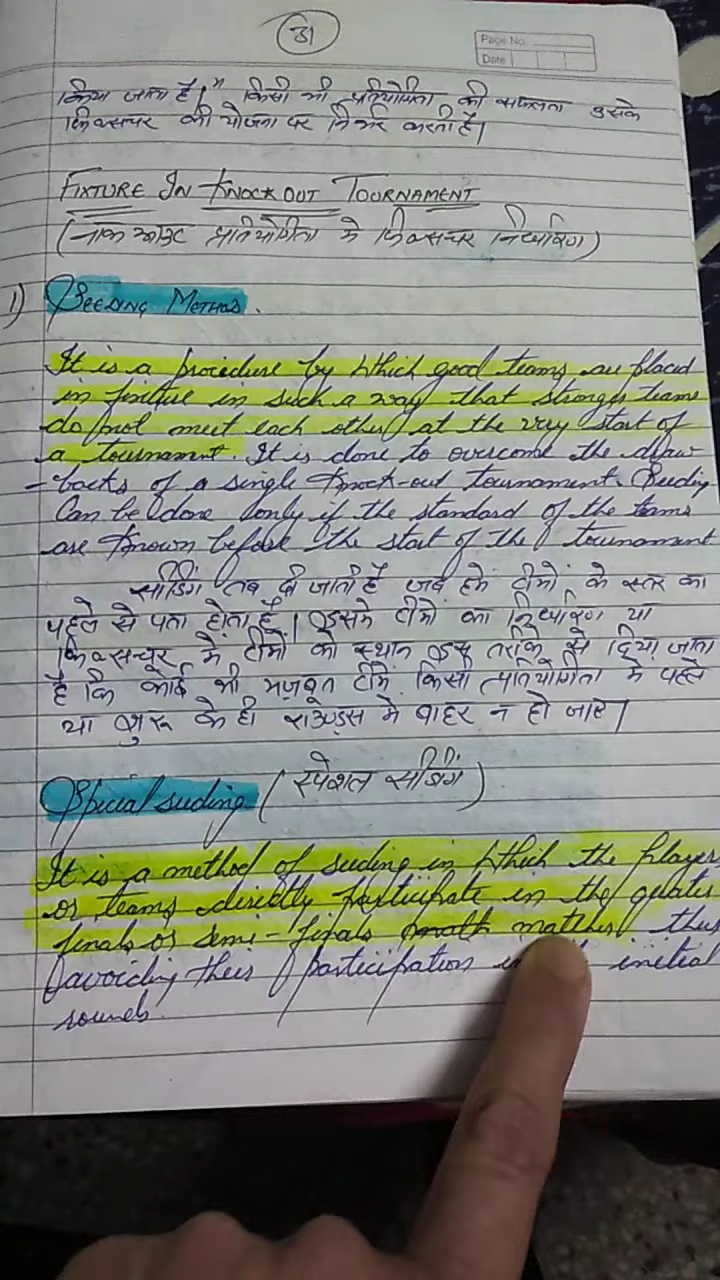 31
Page No.
Date
किया जाता है।" किसी भी प्रतियोगिता की सफलता उसके
फिक्सचर की योजना पर निर्भर करती है।
FIXTURE IN KNOCK OUT TOURNAMENT
(नाक आउट प्रतियोगिता मे फिक्सचर निर्धारण)
1) SEEDING METHOD.
It is a procedure by which good teams are placed
in fixture in such a way that stronger teams
do not meet each other at the very start of
a tournament. It is done to overcome the draw
- backs of a single knock-out tournament. Seeding
Can be done only if the standard of the teams
are known before the start of the tournament
सीडिंग तब दी जाती है जब हमे टीमों के स्तर का
पहले से पता होता है। इसमे टीमों का निर्धारण या
फिक्सचर मे टीमों को स्थान इस तरीके से दिया जाता
है कि कोई भी मज़बूत टीम किसी प्रतियोगिता मे पहले
या शुरू के ही राऊंड्स मे बाहर न हो जाए।
Special seeding (स्पेशल सीडिंग)
It is a method of seeding in which the players
or teams directly participate in the quater
finals or semi-finals matches thus
avoiding their participation in initial
rounds.